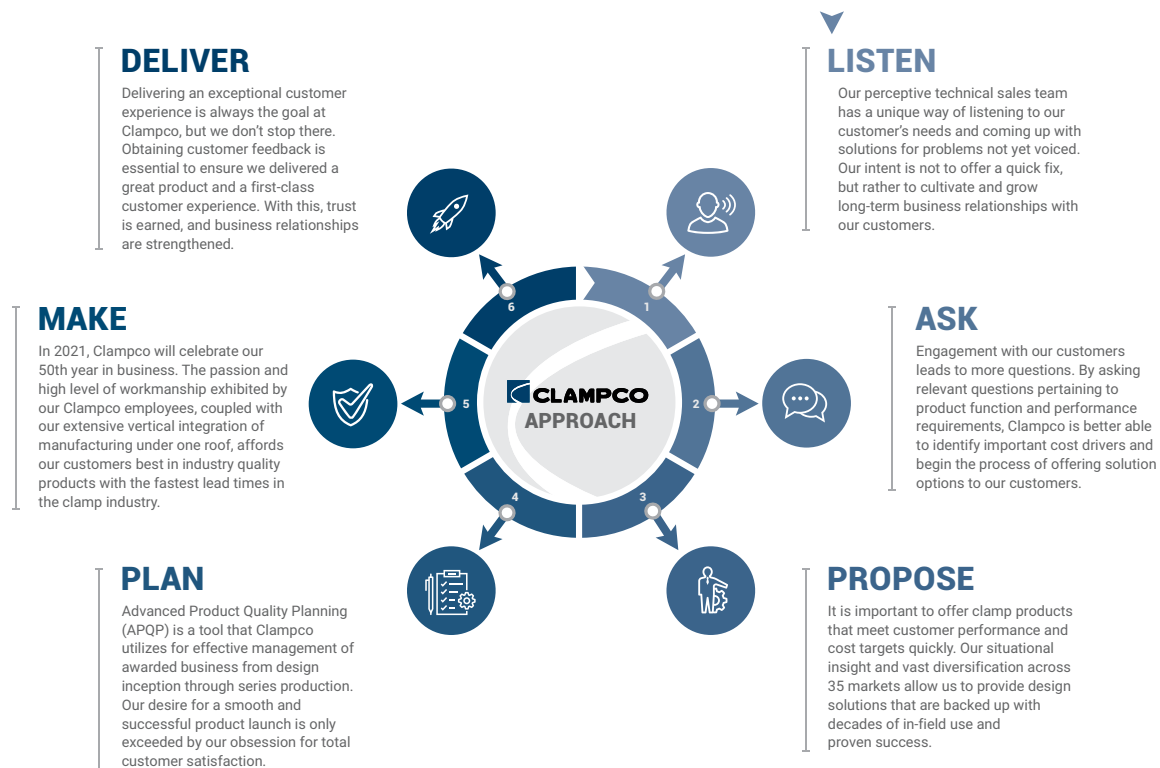 LISTEN
Our perceptive technical sales team
has a unique way of listening to our
customer's needs and coming up with
solutions for problems not yet voiced.
Our intent is not to offer a quick fix,
but rather to cultivate and grow
long-term business relationships with
our customers.
ASK
Engagement with our customers
leads to more questions. By asking
relevant questions pertaining to
product function and performance
requirements, Clampco is better able
to identify important cost drivers and
begin the process of offering solution
options to our customers.
PROPOSE
It is important to offer clamp products
that meet customer performance and
cost targets quickly. Our situational
insight and vast diversification across
35 markets allow us to provide design
solutions that are backed up with
decades of in-field use and
proven success.
PLAN
Advanced Product Quality Planning
(APQP) is a tool that Clampco
utilizes for effective management of
awarded business from design
inception through series production.
Our desire for a smooth and
successful product launch is only
exceeded by our obsession for total
customer satisfaction.
MAKE
In 2021, Clampco will celebrate our
50th year in business. The passion and
high level of workmanship exhibited by
our Clampco employees, coupled with
our extensive vertical integration of
manufacturing under one roof, affords
our customers best in industry quality
products with the fastest lead times in
the clamp industry.
DELIVER
Delivering an exceptional customer
experience is always the goal at
Clampco, but we don't stop there.
Obtaining customer feedback is
essential to ensure we delivered a
great product and a first-class
customer experience. With this, trust
is earned, and business relationships
are strengthened.
CLAMPCO
APPROACH
1
2
3
4
5
6